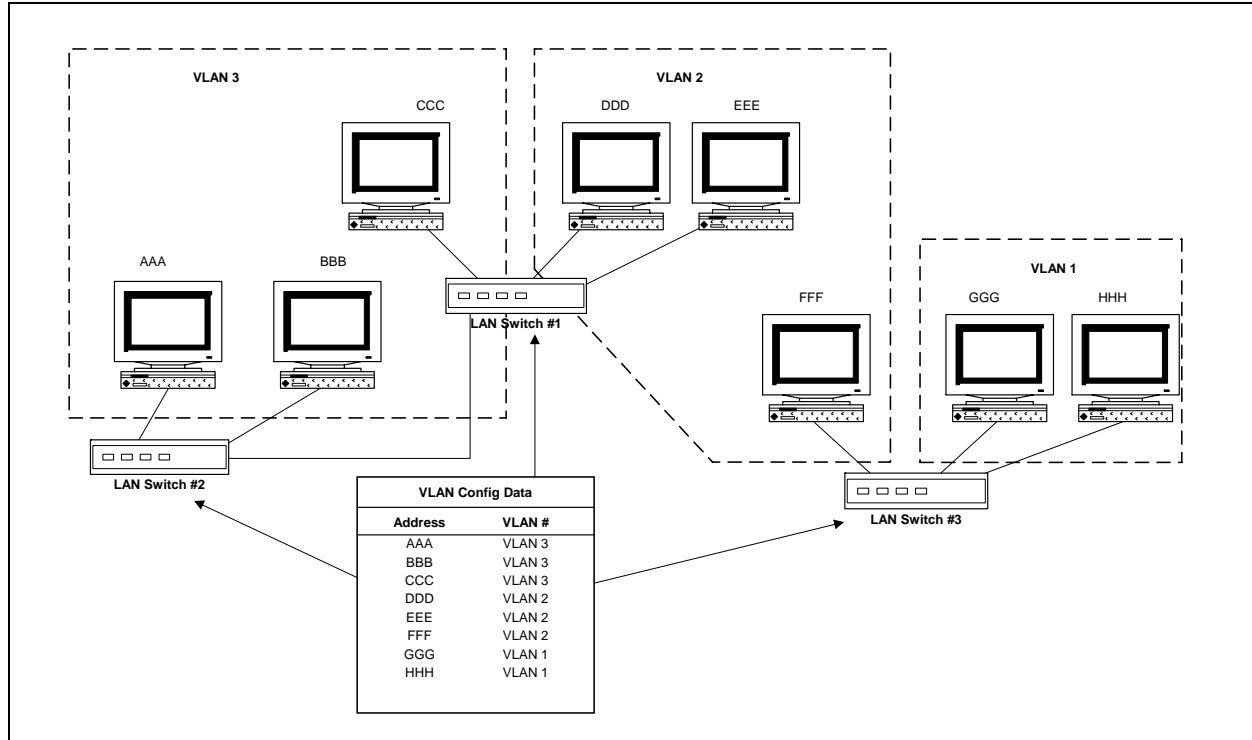 VLAN 3
VLAN 2
CCC
DDD
EEE
AAA
BBB
VLAN 1
FFF
GGG
HHH
LAN Switch #1
LAN Switch #2
LAN Switch #3
VLAN Config Data
Address VLAN #
AAA VLAN 3
BBB VLAN 3
CCC VLAN 3
DDD VLAN 2
EEE VLAN 2
FFF VLAN 2
GGG VLAN 1
HHH VLAN 1